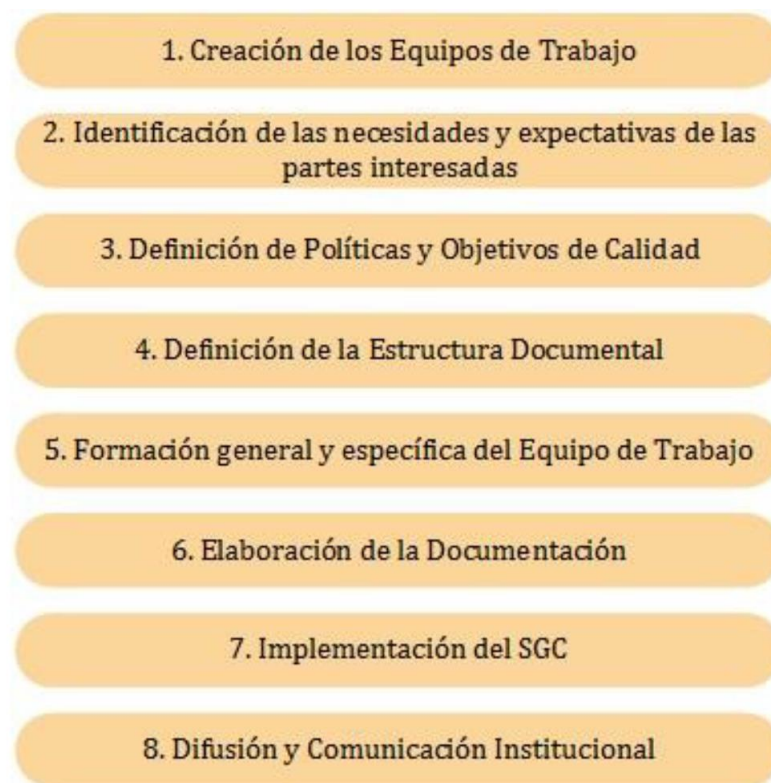 1. Creación de los Equipos de Trabajo
2. Identificación de las necesidades y expectativas de las
partes interesadas
3. Definición de Políticas y Objetivos de Calidad
4. Definición de la Estructura Documental
5. Formación general y específica del Equipo de Trabajo
6. Elaboración de la Documentación
7. Implementación del SGC
8. Difusión y Comunicación Institucional